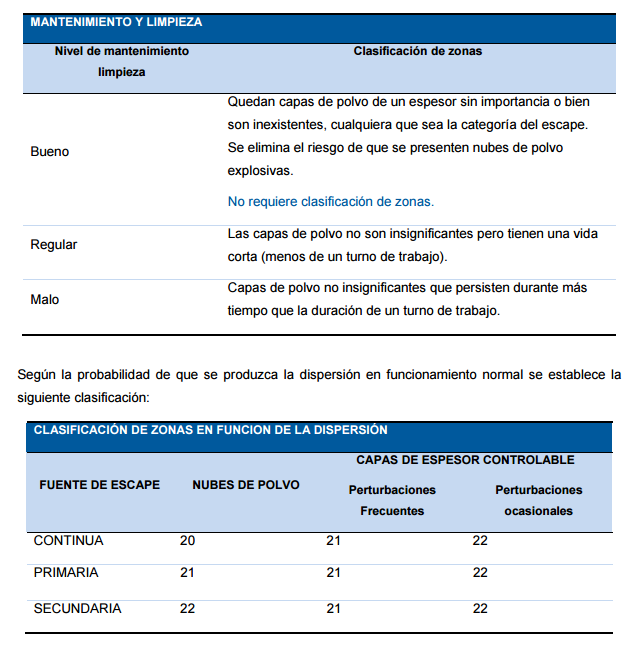 MANTENIMIENTO Y LIMPIEZA
Nivel de mantenimiento
limpieza
Clasificación de zonas
Bueno
Quedan capas de polvo de un espesor sin importancia o bien
son inexistentes, cualquiera que sea la categoría del escape.
Se elimina el riesgo de que se presenten nubes de polvo
explosivas.
No requiere clasificación de zonas.
Regular
Las capas de polvo no son insignificantes pero tienen una vida
corta (menos de un turno de trabajo).
Malo
Capas de polvo no insignificantes que persisten durante más
tiempo que la duración de un turno de trabajo.
Según la probabilidad de que se produzca la dispersión en funcionamiento normal se establece la
siguiente clasificación:
CLASIFICACIÓN DE ZONAS EN FUNCION DE LA DISPERSIÓN
FUENTE DE ESCAPE
NUBES DE POLVO
CAPAS DE ESPESOR CONTROLABLE
Perturbaciones
Frecuentes
Perturbaciones
ocasionales
CONTINUA 20 21 22
PRIMARIA 21 21 22
SECUNDARIA 22 21 22